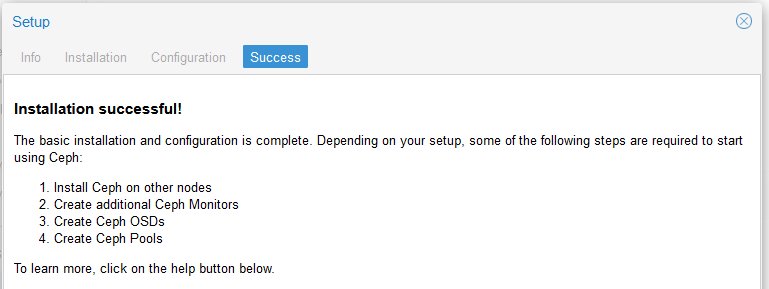 Setup
Info Installation Configuration Success
Installation successful!
The basic installation and configuration is complete. Depending on your setup, some of the following steps are required to start
using Ceph:
1. Install Ceph on other nodes
2. Create additional Ceph Monitors
3. Create Ceph OSDs
4. Create Ceph Pools
To learn more, click on the help button below.